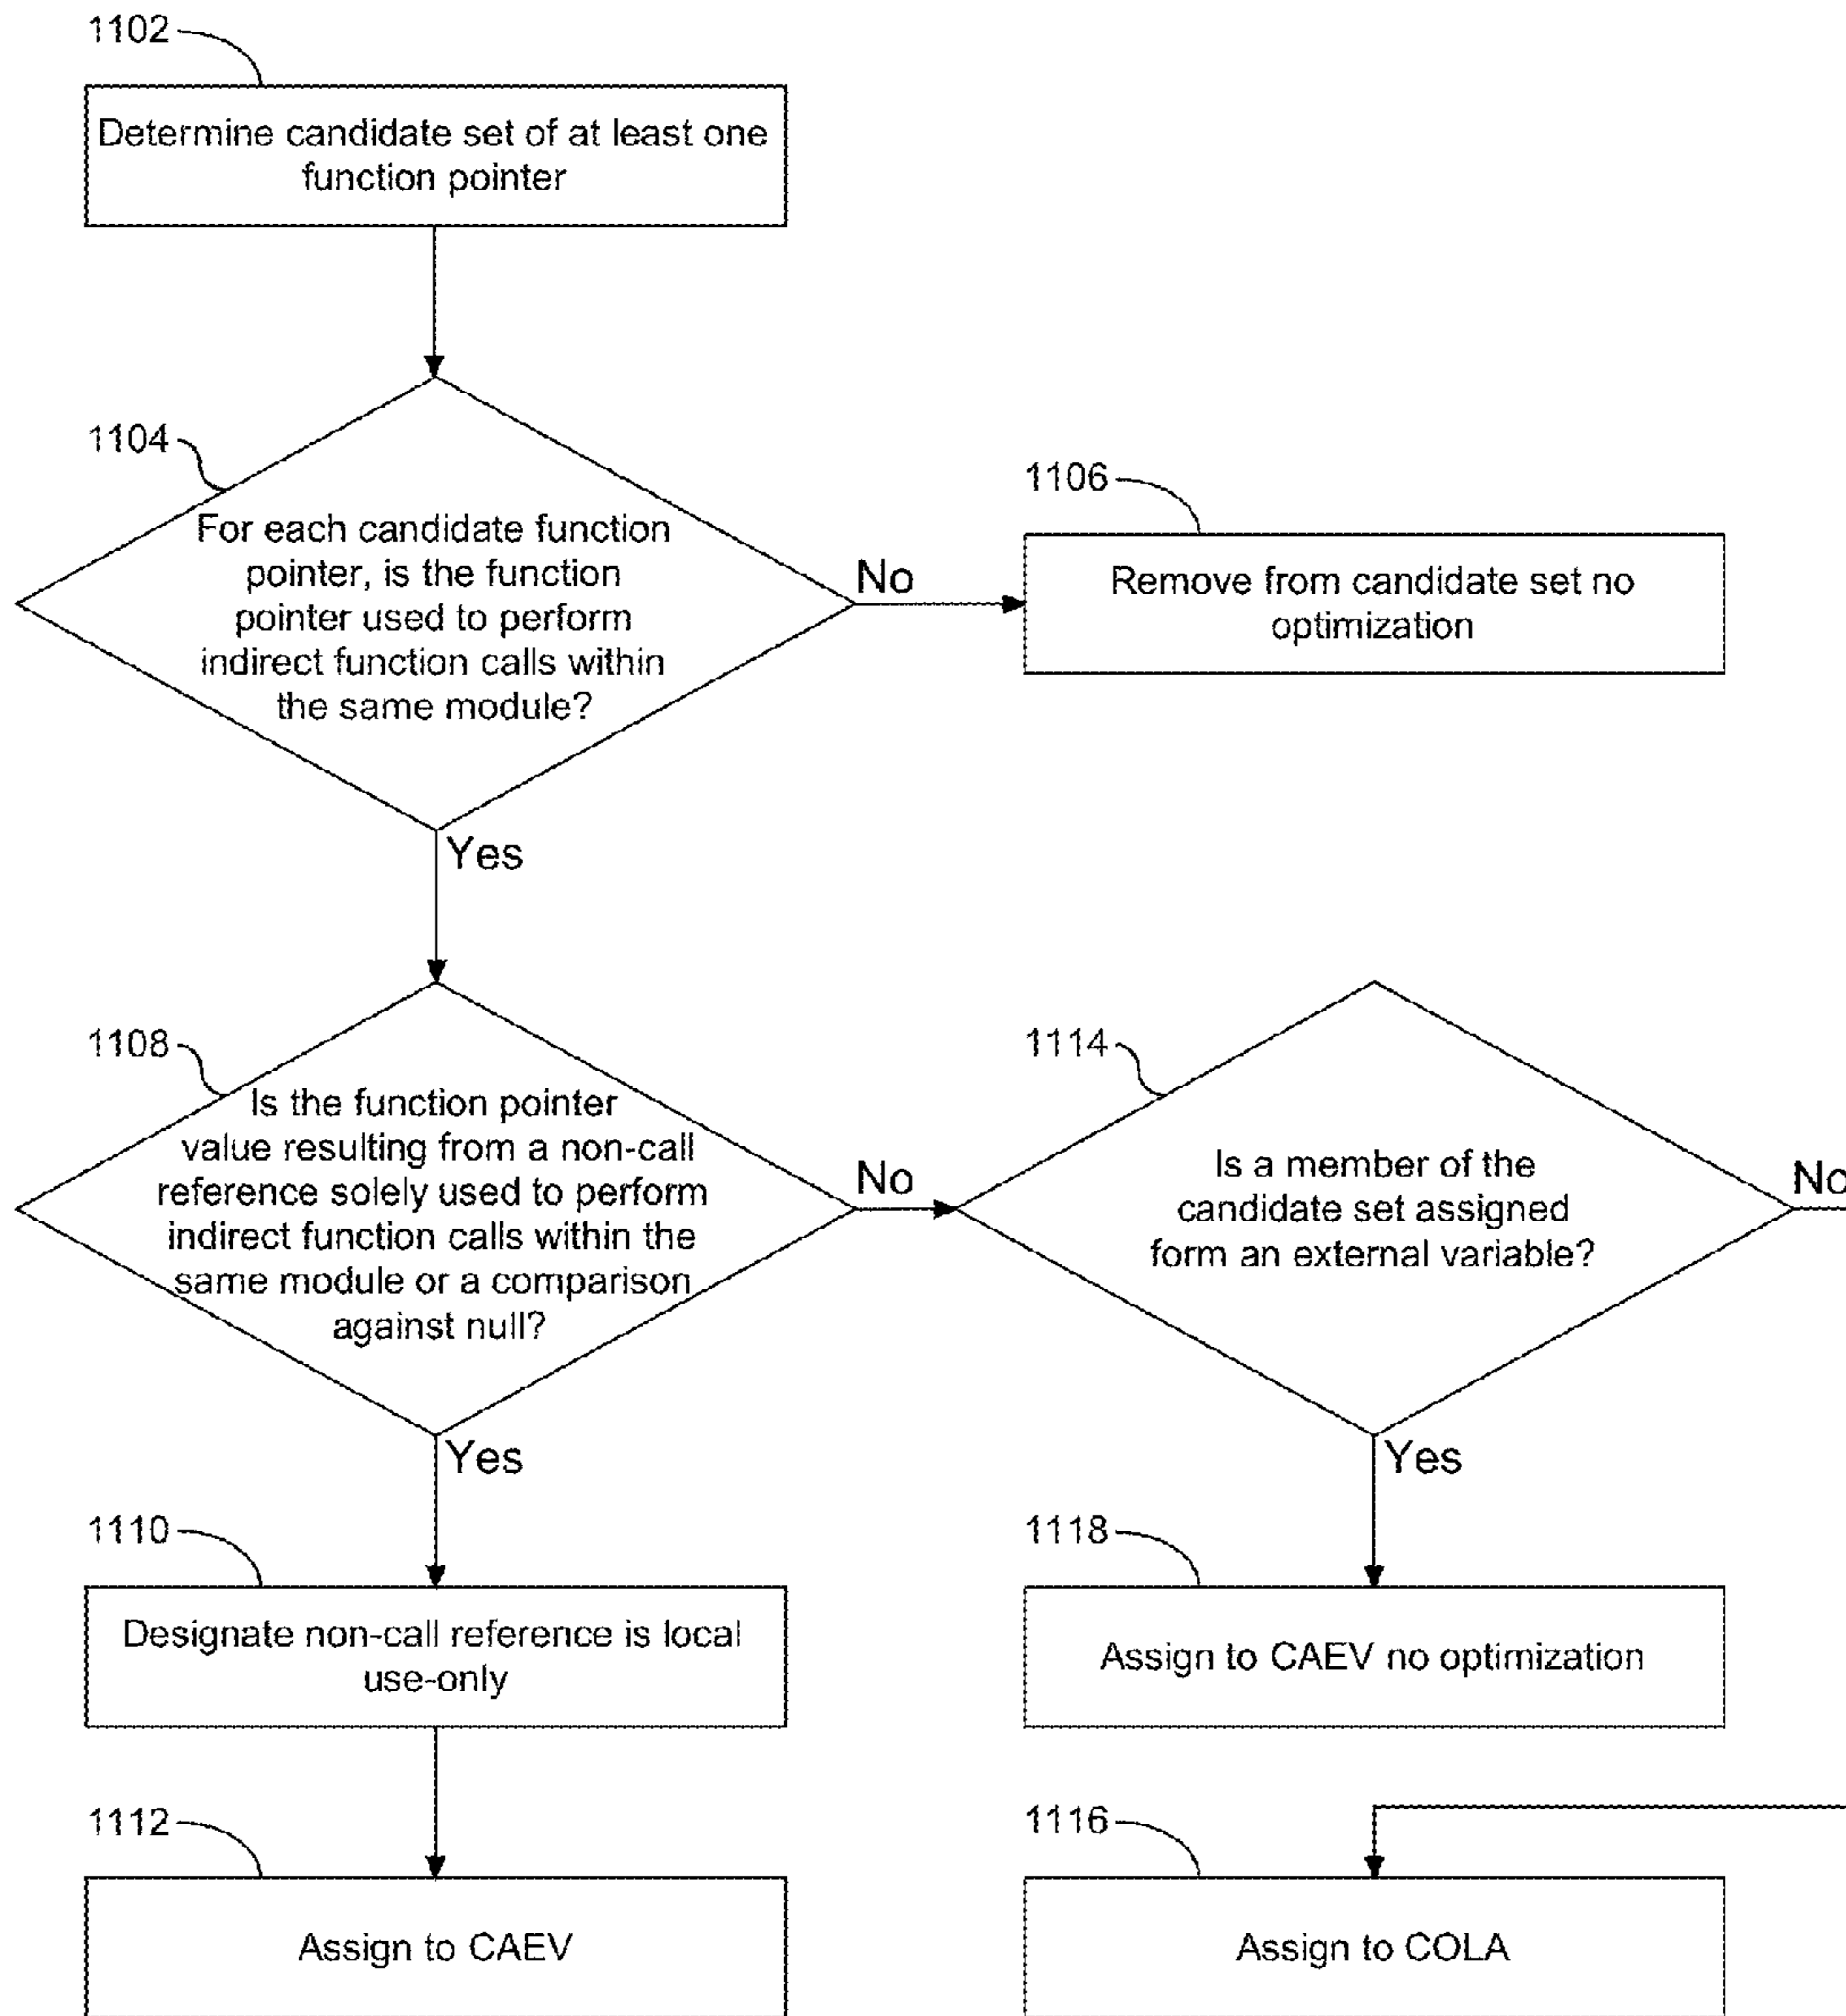 1102
Determine candidate set of at least one
function pointer
1104
For each candidate function
pointer, is the function
pointer used to perform
indirect function calls within
the same module?
No
1106
Remove from candidate set no
optimization
Yes
1108
Is the function pointer
value resulting from a non-call
reference solely used to perform
indirect function calls within the
same module or a comparison
against null?
No
1114
Is a member of the
candidate set assigned
form an external variable?
No
Yes
Yes
1110
Designate non-call reference is local
use-only
1118
Assign to CAEV no optimization
1112
Assign to CAEV
1116
Assign to COLA